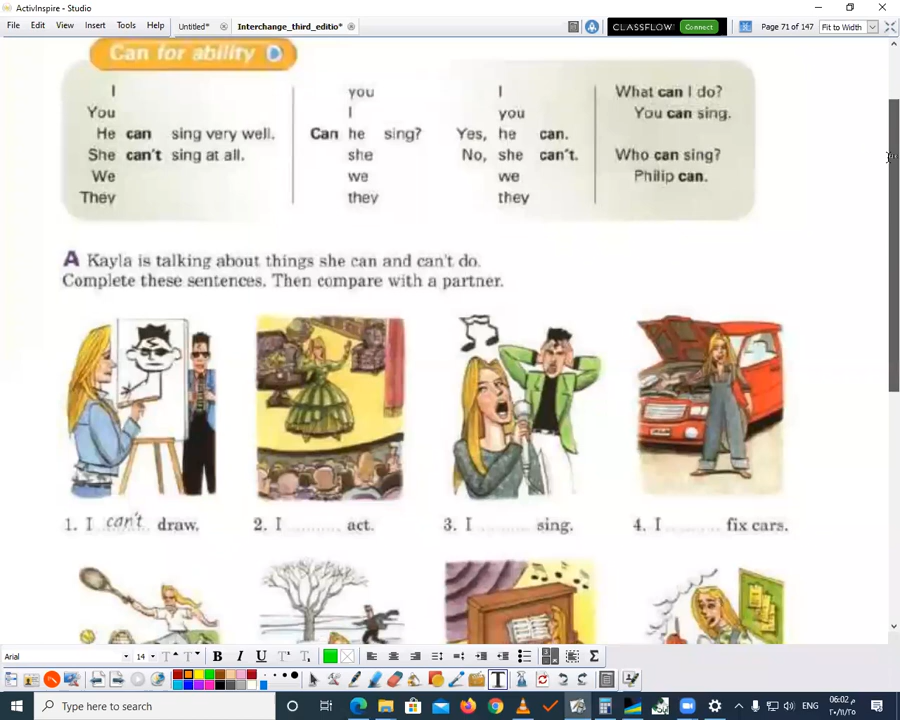 ActivInspire - Studio
File Edit View Insert Tools Help
Untitled* Interchange_third_editio*
CLASSFLOW Connect
Page 71 of 147 Fit to Width
Can for ability
I
You
He can sing very well.
She can't sing at all.
We
They
you
I
Can he sing?
she
we
they
I
you
Yes, he can.
No, she can't.
we
they
What can I do?
You can sing.
Who can sing?
Philip can.
A Kayla is talking about things she can and can't do.
Complete these sentences. Then compare with a partner.
1. I can't draw.
2. I .......... act.
3. I .......... sing.
4. I .......... fix cars.
Arial 14
B I U
Type here to search
ENG
06:02 م